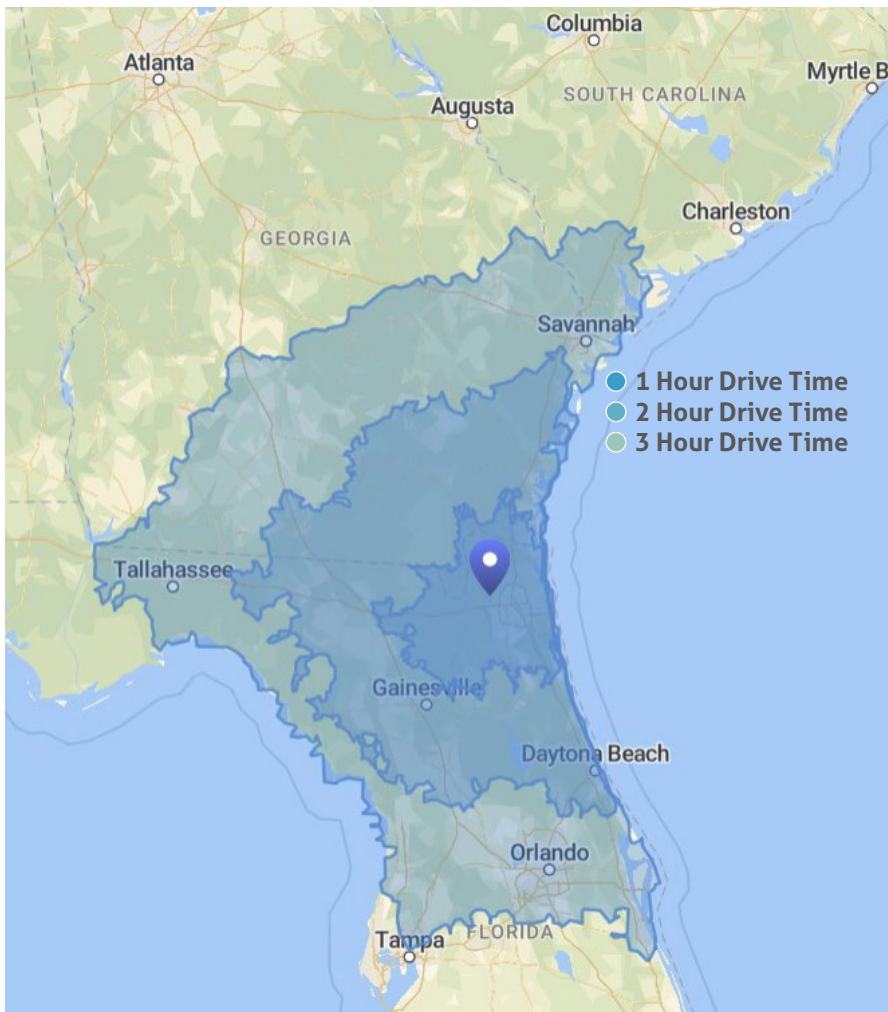 Columbia
Atlanta
Myrtle B
SOUTH CAROLINA
Augusta
Charleston
GEORGIA
Savannah
1 Hour Drive Time
2 Hour Drive Time
3 Hour Drive Time
Tallahassee
Gainesville
Daytona Beach
Orlando
FLORIDA
Tampa